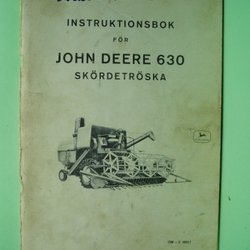 INSTRUKTIONSBOK
FÖR
JOHN DEERE 630
SKÖRDETRÖSKA